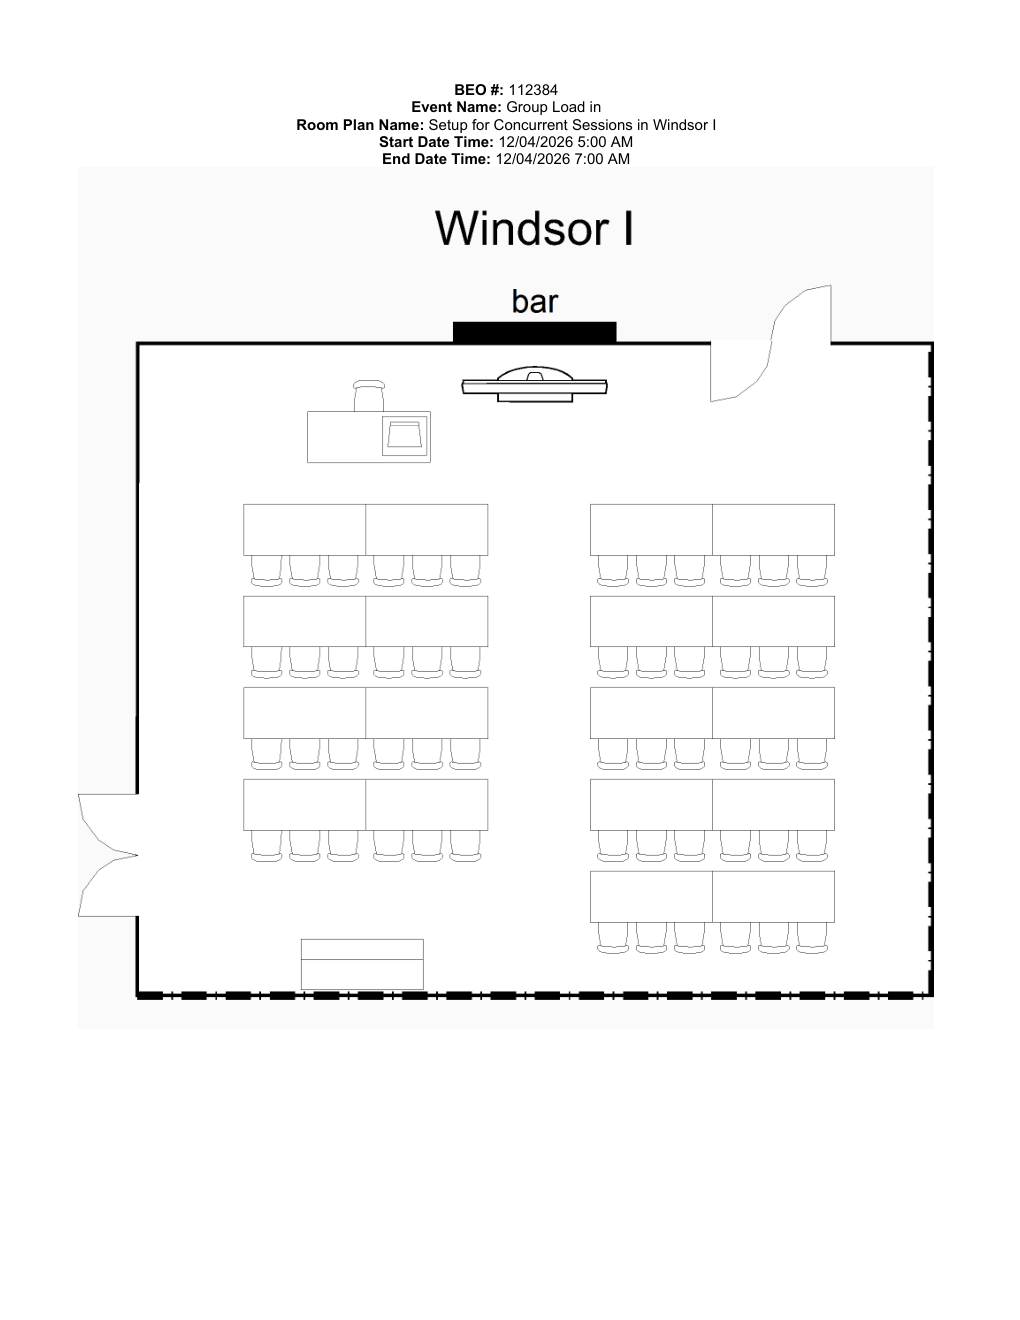 BEO #: 112384
Event Name: Group Load in
Room Plan Name: Setup for Concurrent Sessions in Windsor I
Start Date Time: 12/04/2026 5:00 AM
End Date Time: 12/04/2026 7:00 AM
Windsor I
bar